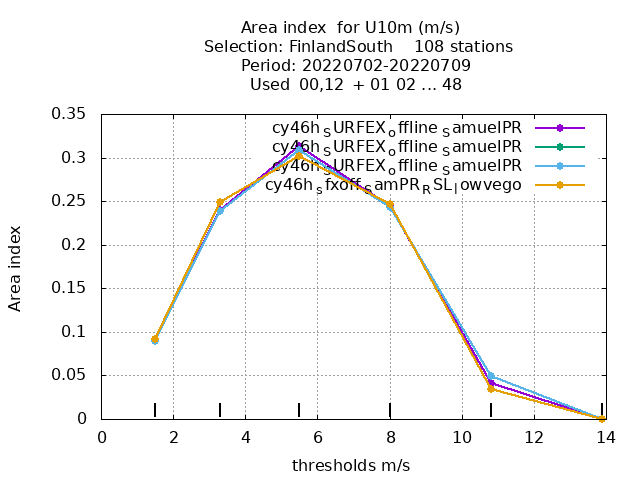 Area index for U10m (m/s)
Selection: FinlandSouth 108 stations
Period: 20220702-20220709
Used 00,12 + 01 02 ... 48
cy46h_SURFEX_offline_SamuelPR
cy46h_SURFEX_offline_SamuelPR
cy46h_SURFEX_offline_SamuelPR
cy46h_sfxoff_SamPR_RSL_lowvego
0.35
0.3
0.25
0.2
0.15
0.1
0.05
0
Area index
0 2 4 6 8 10 12 14
thresholds m/s